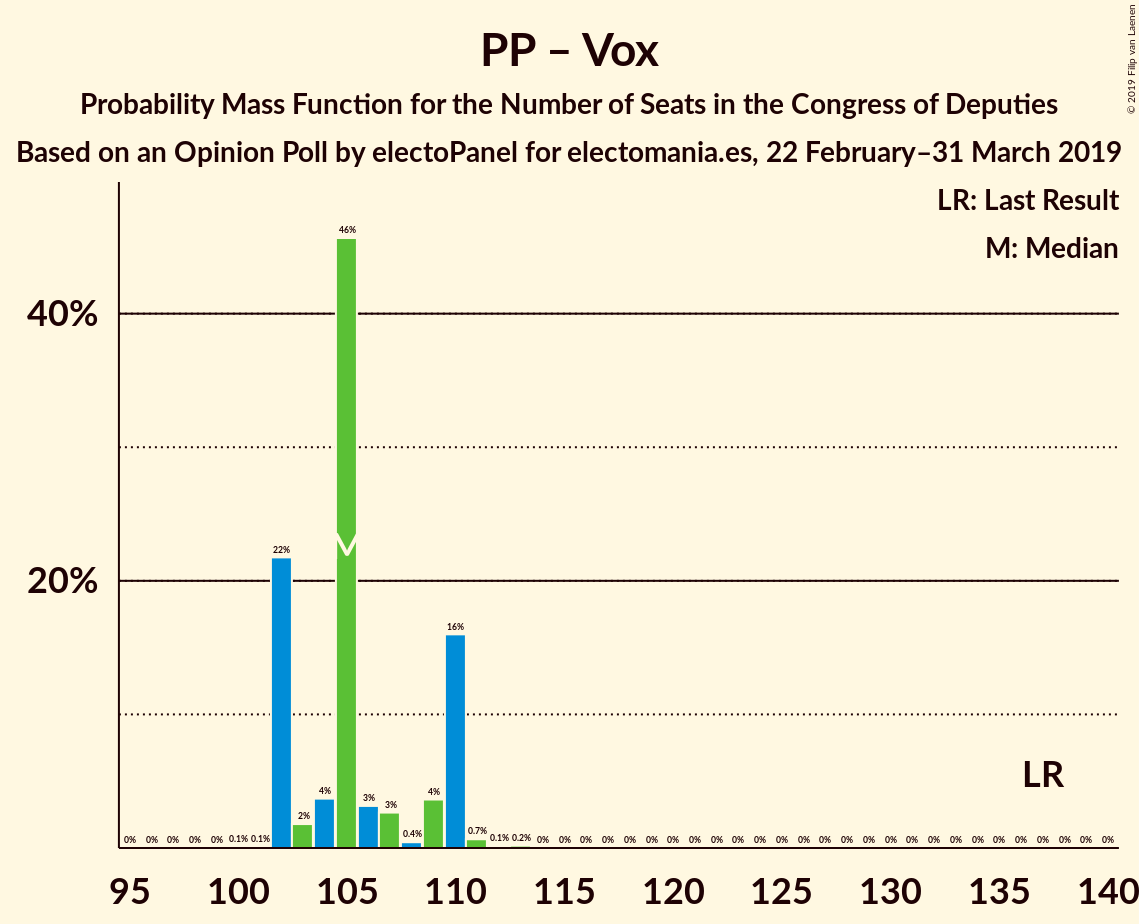 PP – Vox
Probability Mass Function for the Number of Seats in the Congress of Deputies
Based on an Opinion Poll by electoPanel for electomania.es, 22 February–31 March 2019
© 2019 Filip van Laenen
LR: Last Result
M: Median
40%
20%
0% 0% 0% 0% 0% 0.1% 0.1% 22% 2% 4% 46% 3% 3% 0.4% 4% 16% 0.7% 0.1% 0.2% 0% 0% 0% 0% 0% 0% 0% 0% 0% 0% 0% 0% 0% 0% 0% 0% 0% 0% 0% 0% 0% 0% 0% 0% 0% 0% 0%
LR
95 100 105 110 115 120 125 130 135 140